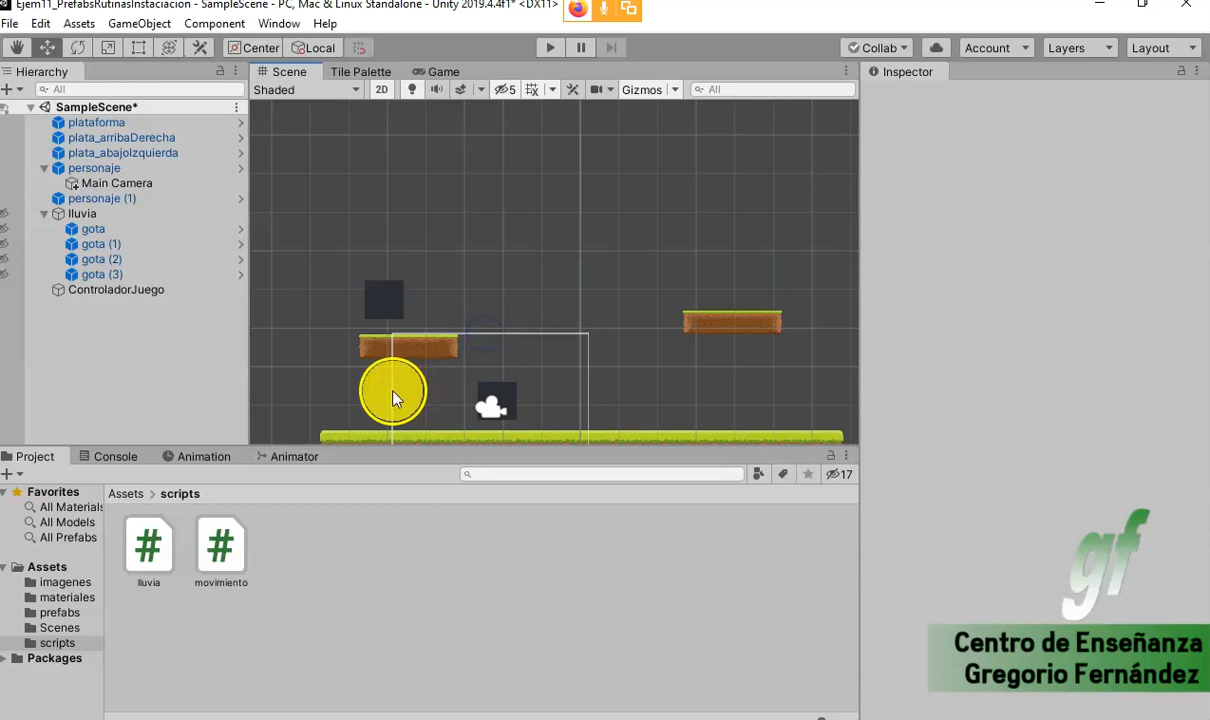 Ejem11_PrefabsRutinasInstaciacion - SampleScene - PC, Mac & Linux Standalone - Unity 2019.4.4f1* <DX11>
File Edit Assets GameObject Component Window Help
Center Local Collab Account Layers Layout
Hierarchy Scene Tile Palette Game Inspector
All Shaded 2D 5 Gizmos All
SampleScene*
plataforma
plata_arribaDerecha
plata_abajoIzquierda
personaje
Main Camera
personaje (1)
lluvia
gota
gota (1)
gota (2)
gota (3)
ControladorJuego
Project Console Animation Animator
17
Favorites
All Materials
All Models
All Prefabs
Assets
imagenes
materiales
prefabs
Scenes
scripts
Packages
Assets > scripts
# #
lluvia movimiento
gf
Centro de Enseñanza
Gregorio Fernández